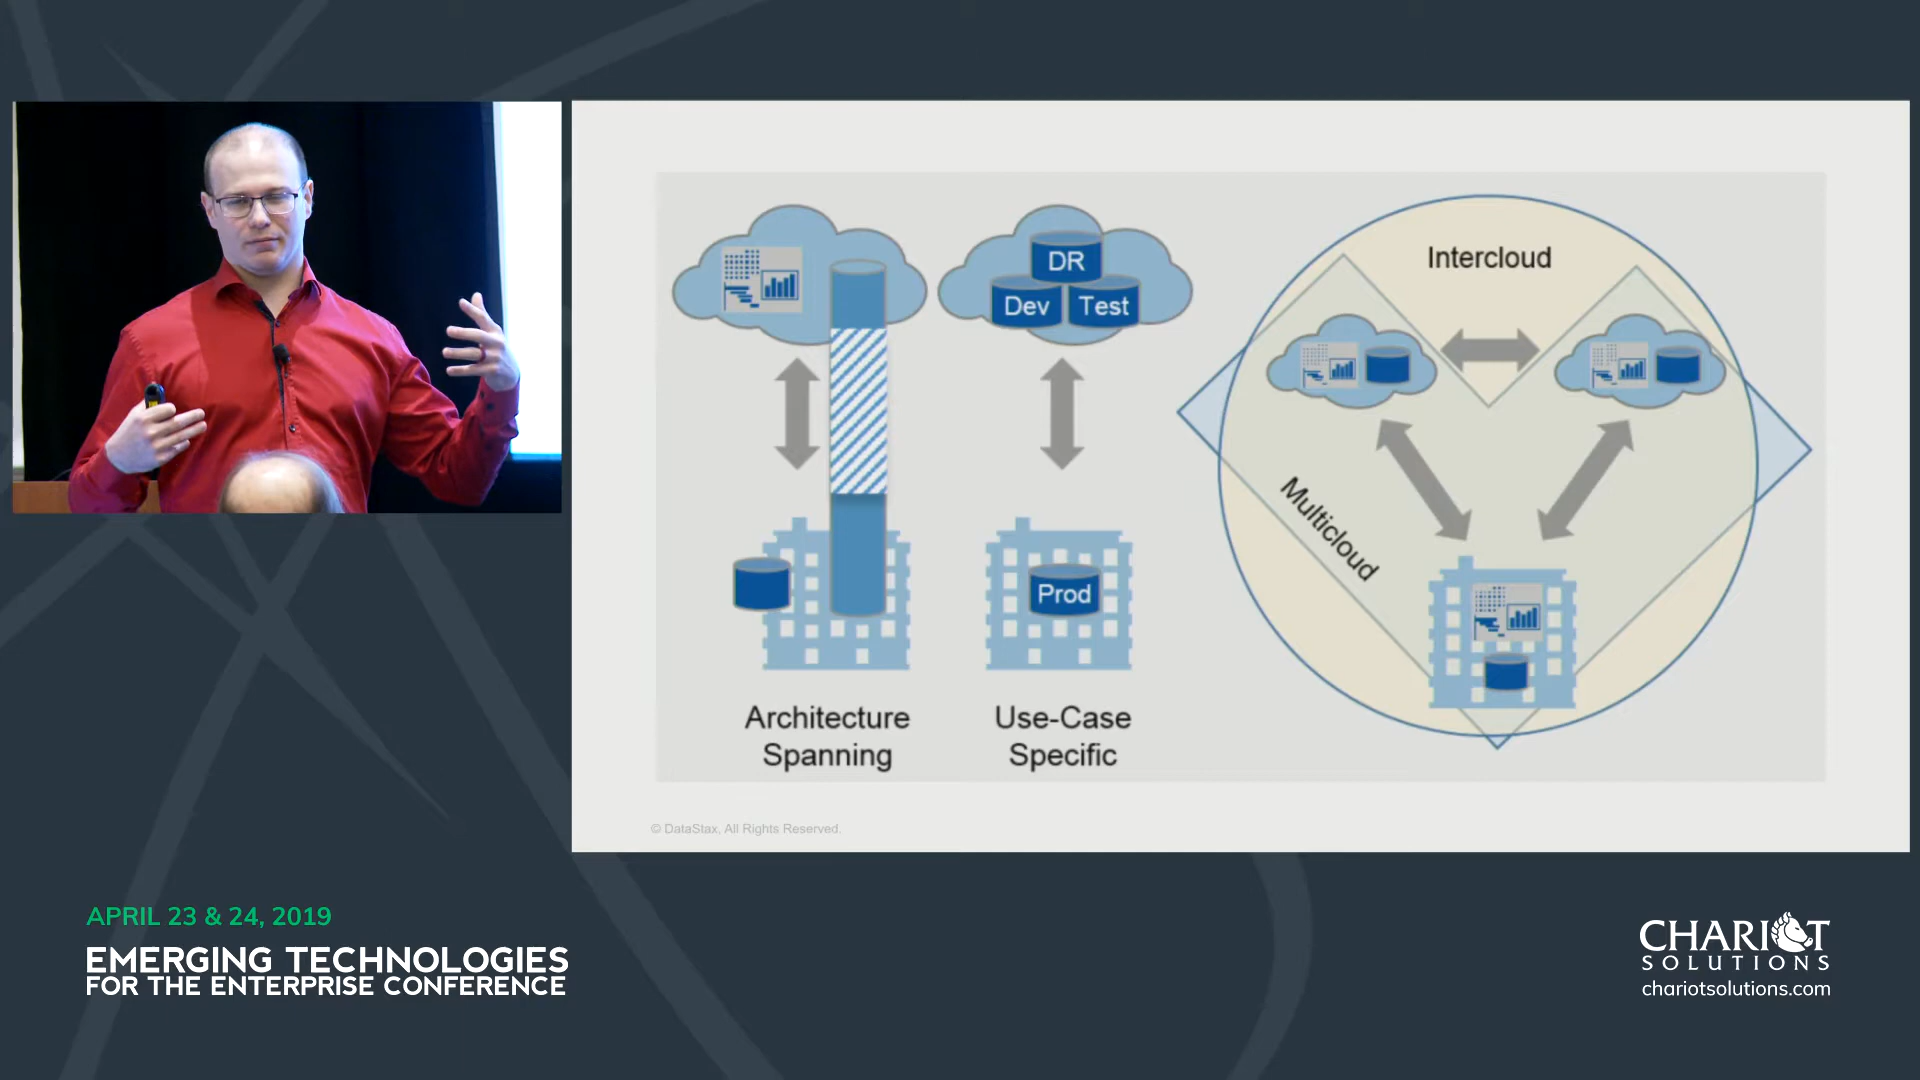 DR
Dev
Test
Prod
Architecture
Spanning
Use-Case
Specific
Intercloud
Multicloud
© DataStax, All Rights Reserved.
APRIL 23 & 24, 2019
EMERGING TECHNOLOGIES
FOR THE ENTERPRISE CONFERENCE
CHARIOT
SOLUTIONS
chariotsolutions.com